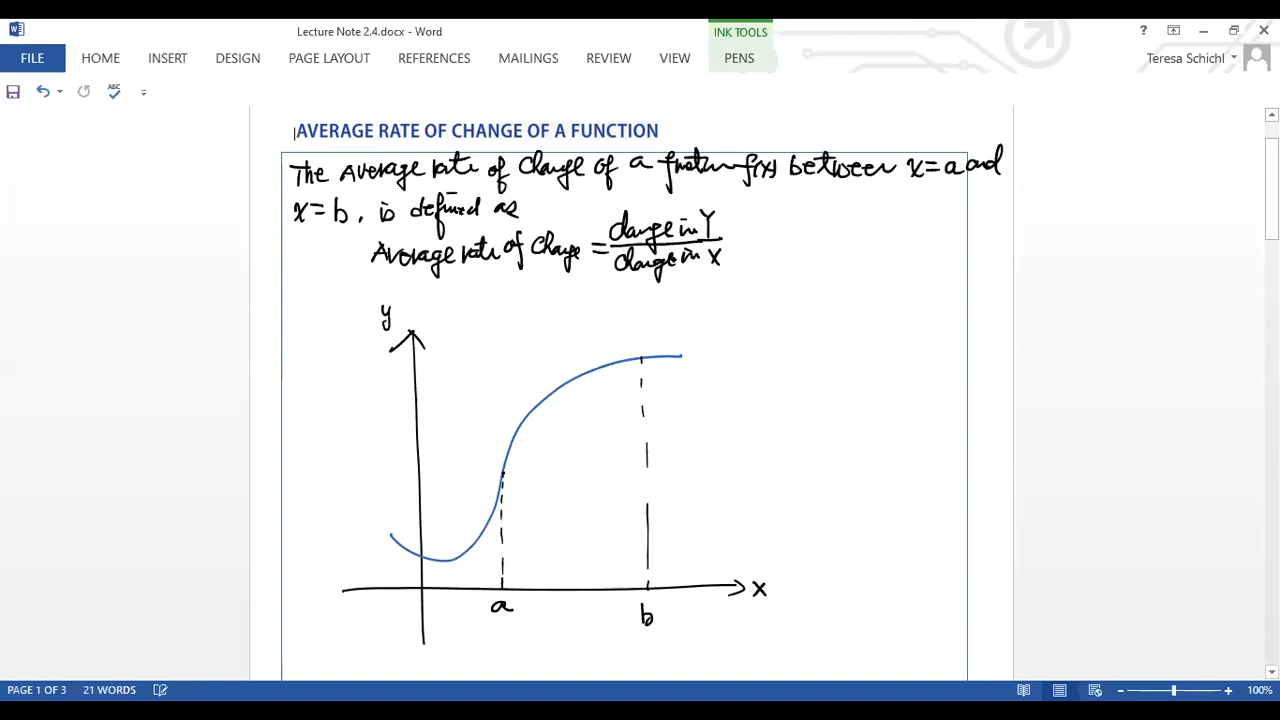 Lecture Note 2.4.docx - Word
INK TOOLS
FILE HOME INSERT DESIGN PAGE LAYOUT REFERENCES MAILINGS REVIEW VIEW PENS
Teresa Schichl
ABC
AVERAGE RATE OF CHANGE OF A FUNCTION
The Average rate of Change of a function f(x) between x=a and
x=b, is defined as
Average rate of Change = change in Y
change in X
y
x
a
b
PAGE 1 OF 3 21 WORDS
100%